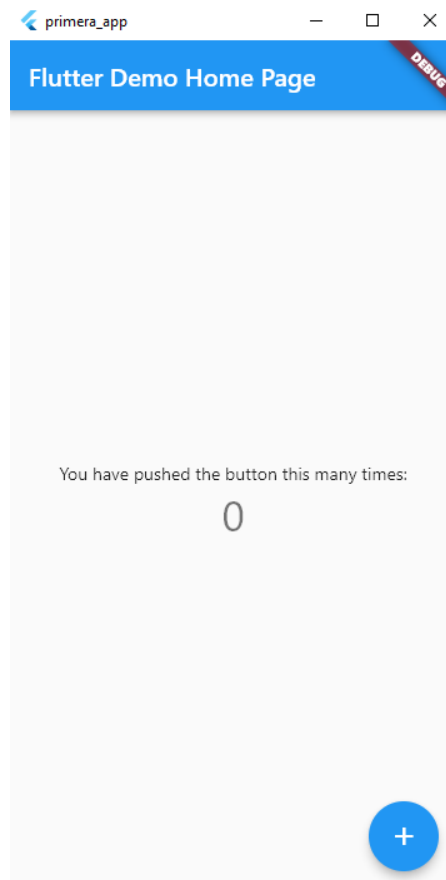 primera_app
Flutter Demo Home Page
DEBUG
You have pushed the button this many times:
0
+